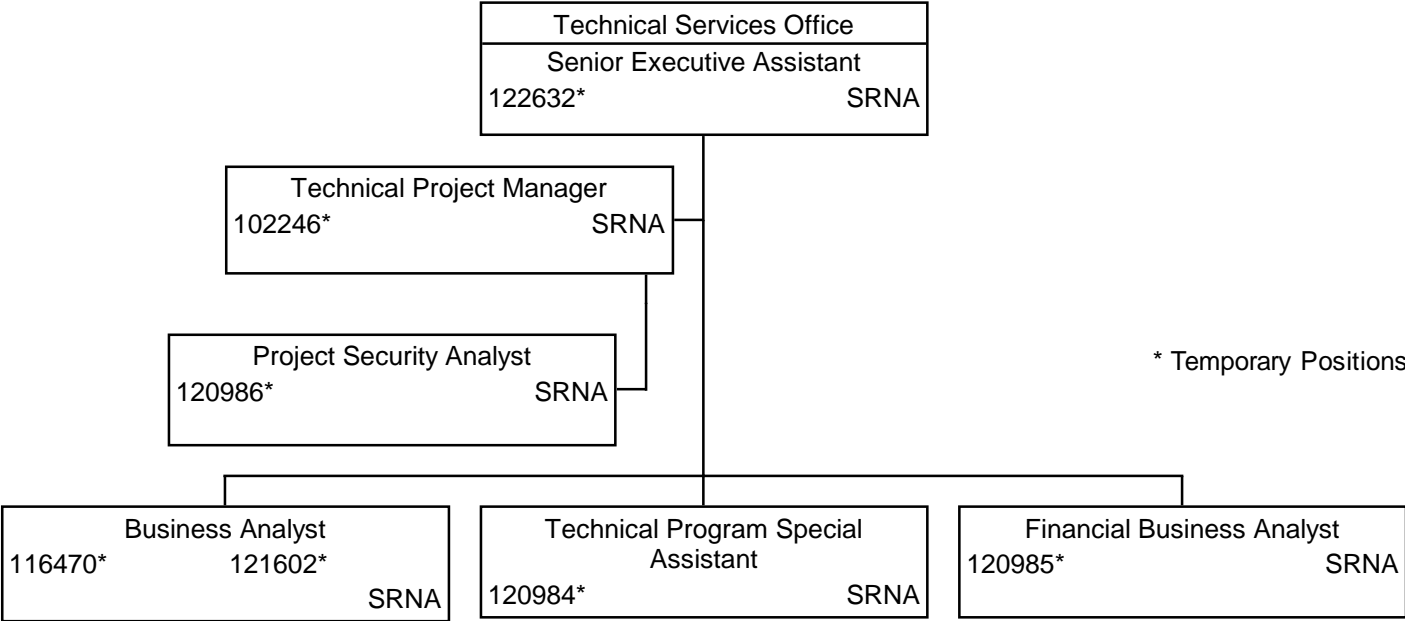 Technical Services Office
Senior Executive Assistant
122632* SRNA
Technical Project Manager
102246* SRNA
Project Security Analyst
120986* SRNA
* Temporary Positions
Business Analyst
116470* 121602*
SRNA
Technical Program Special
Assistant
120984* SRNA
Financial Business Analyst
120985* SRNA